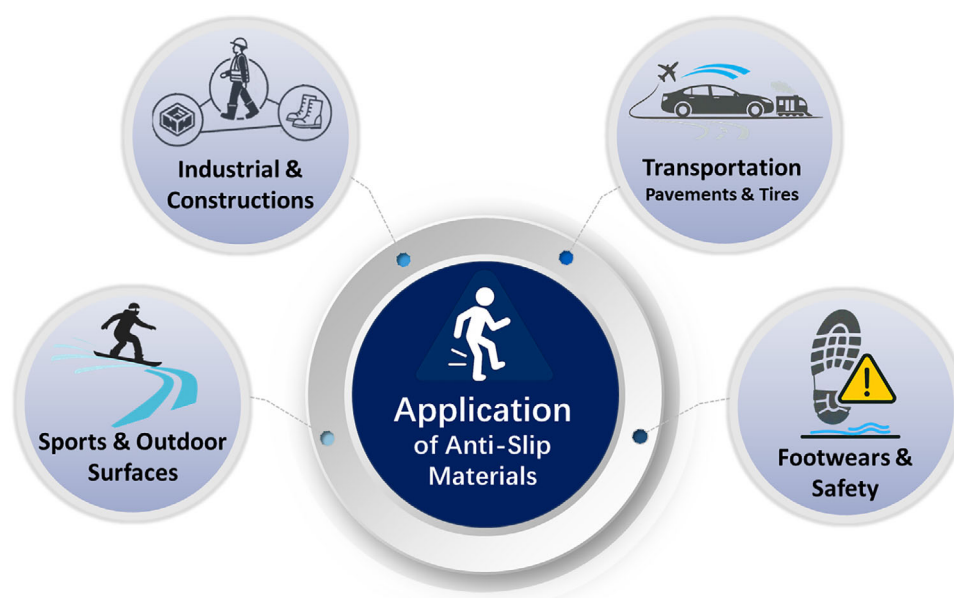 Industrial &
Constructions
Transportation
Pavements & Tires
Sports & Outdoor
Surfaces
Application
of Anti-Slip
Materials
Footwears &
Safety